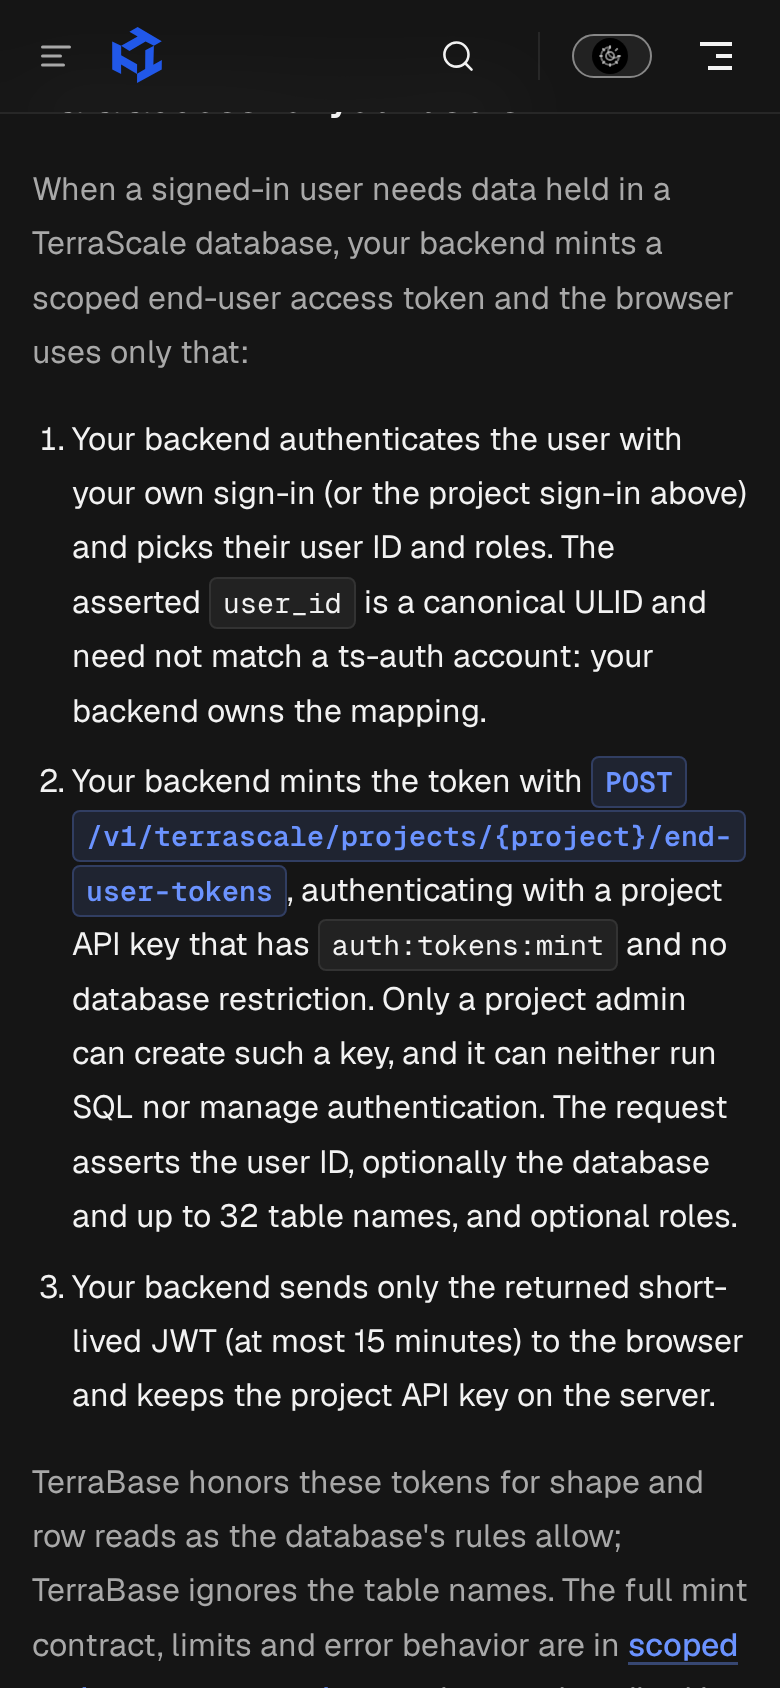 When a signed-in user needs data held in a
TerraScale database, your backend mints a
scoped end-user access token and the browser
uses only that:
1. Your backend authenticates the user with
your own sign-in (or the project sign-in above)
and picks their user ID and roles. The
asserted user_id is a canonical ULID and
need not match a ts-auth account: your
backend owns the mapping.
2. Your backend mints the token with POST
/v1/terrascale/projects/{project}/end-
user-tokens, authenticating with a project
API key that has auth:tokens:mint and no
database restriction. Only a project admin
can create such a key, and it can neither run
SQL nor manage authentication. The request
asserts the user ID, optionally the database
and up to 32 table names, and optional roles.
3. Your backend sends only the returned short-
lived JWT (at most 15 minutes) to the browser
and keeps the project API key on the server.
TerraBase honors these tokens for shape and
row reads as the database's rules allow;
TerraBase ignores the table names. The full mint
contract, limits and error behavior are in scoped